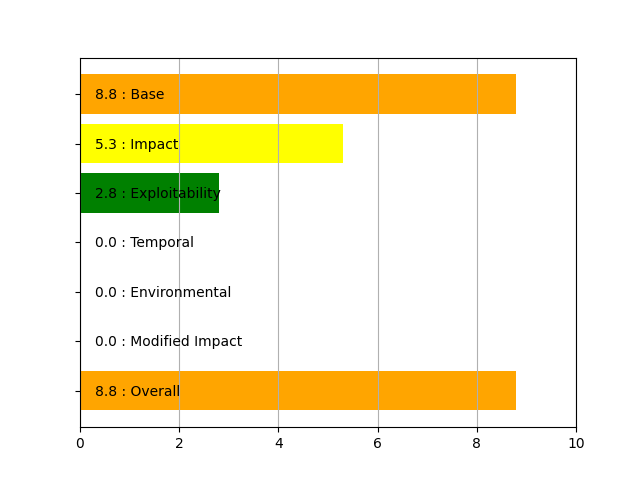 8.8 : Base
5.3 : Impact
2.8 : Exploitability
0.0 : Temporal
0.0 : Environmental
0.0 : Modified Impact
8.8 : Overall
0 2 4 6 8 10